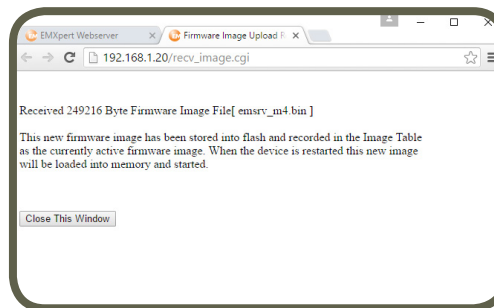 EMXpert Webserver
Firmware Image Upload R
192.168.1.20/recv_image.cgi
Received 249216 Byte Firmware Image File[ emsrv_m4.bin ]
This new firmware image has been stored into flash and recorded in the Image Table
as the currently active firmware image. When the device is restarted this new image
will be loaded into memory and started.
Close This Window